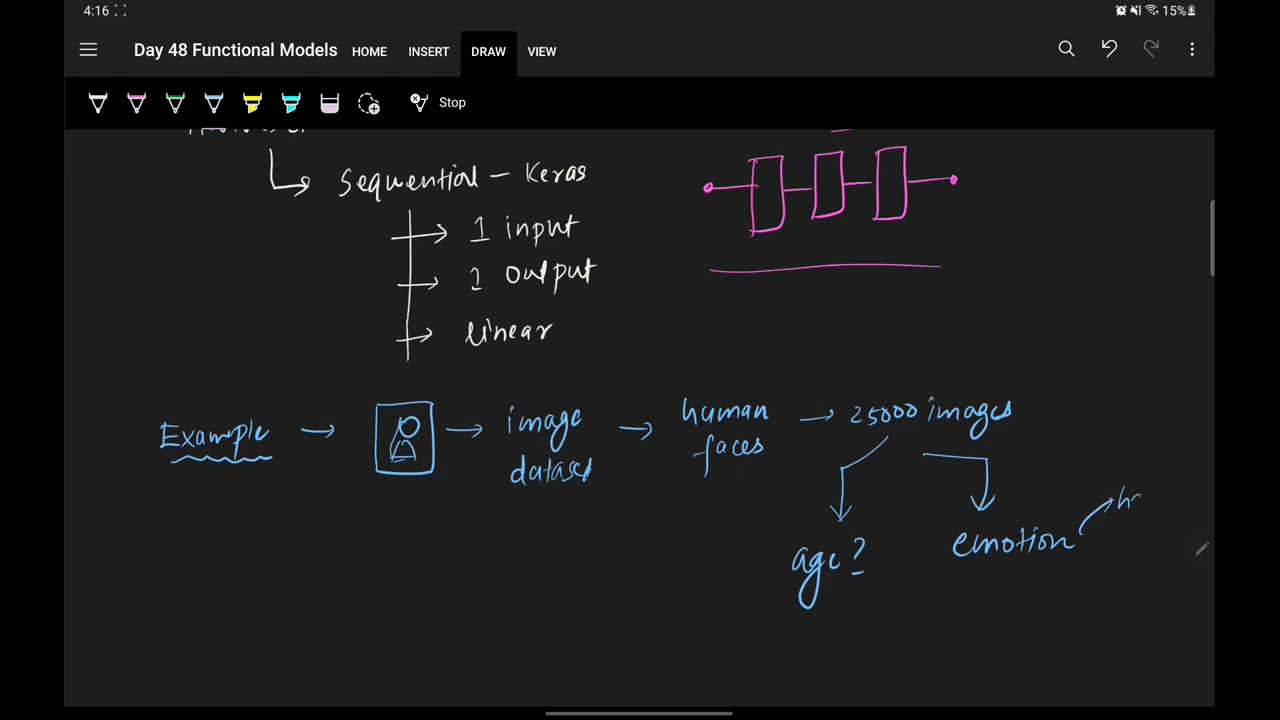 4:16 15%
Day 48 Functional Models HOME INSERT DRAW VIEW
Stop
Sequential - Keras
1 input
1 output
linear
Example → → image dataset → human faces → 25000 images
age?
emotion